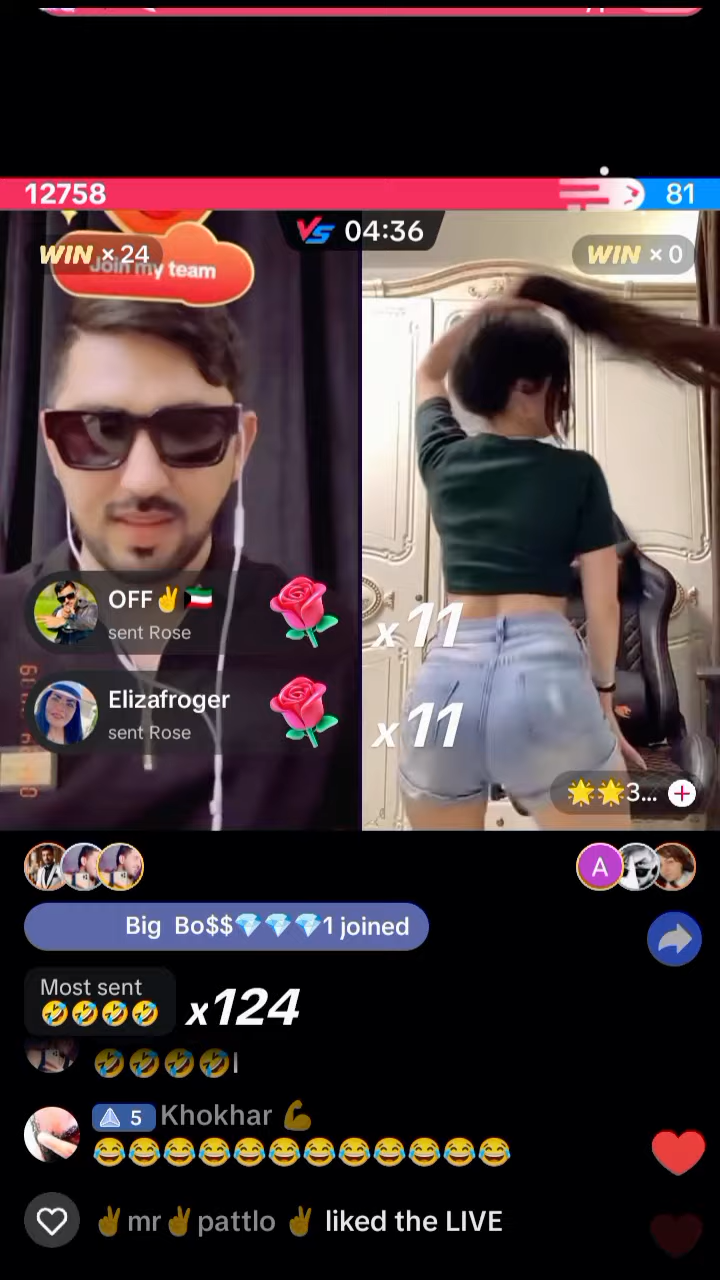 12758
81
VS 04:36
WIN × 24
WIN × 0
Join my team
OFF✌️🇰🇼
sent Rose
x11
Elizafroger
sent Rose
x11
🌟🌟3...
A
Big Bo$$💎💎💎1 joined
Most sent
🤣🤣🤣🤣 x124
🤣🤣🤣🤣I
5 Khokhar 💪
😂😂😂😂😂😂😂😂😂😂😂😂
✌️mr✌️pattlo ✌️ liked the LIVE